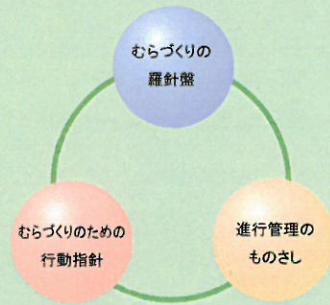 むらづくりの
羅針盤
むらづくりのための
行動指針
進行管理の
ものさし